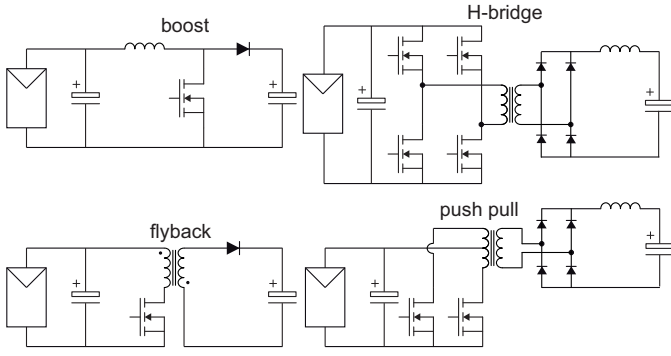 boost
H-bridge
+
+
+
+
flyback
push pull
+
+
+
+